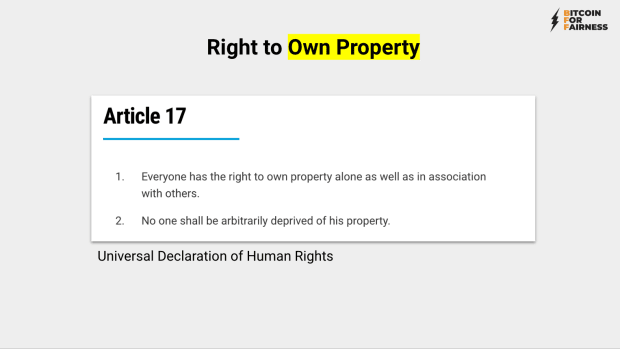 BITCOIN
FOR
FAIRNESS
Right to Own Property
Article 17
1. Everyone has the right to own property alone as well as in association
with others.
2. No one shall be arbitrarily deprived of his property.
Universal Declaration of Human Rights